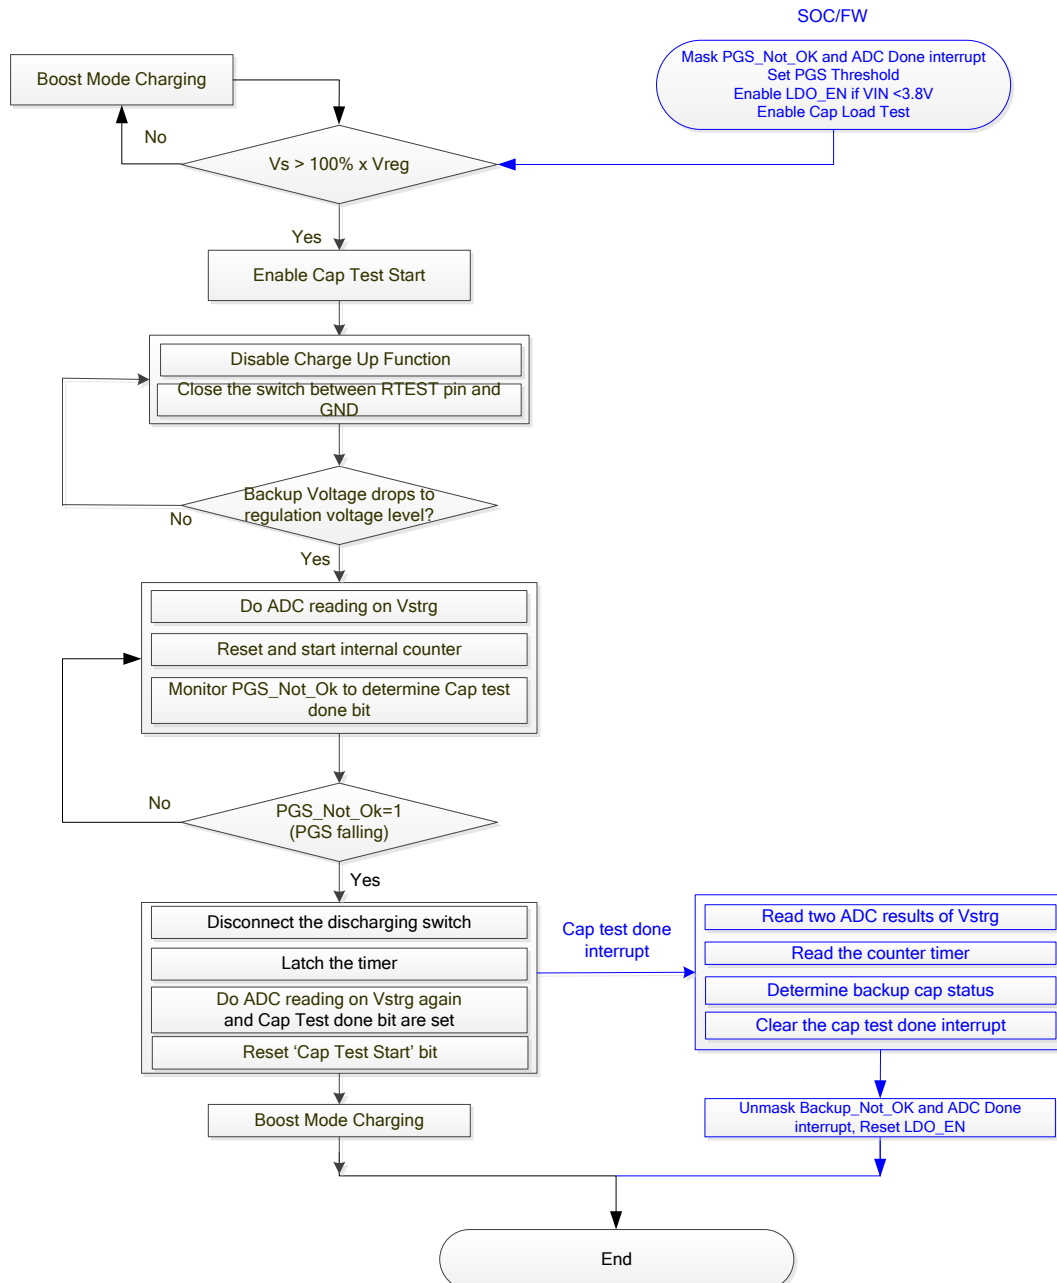 SOC/FW
Mask PGS_Not_OK and ADC Done interrupt
Set PGS Threshold
Enable LDO_EN if VIN <3.8V
Enable Cap Load Test
Boost Mode Charging
No
Vs > 100% x Vreg
Yes
Enable Cap Test Start
Disable Charge Up Function
Close the switch between RTEST pin and
GND
Backup Voltage drops to
regulation voltage level?
No
Yes
Do ADC reading on Vstrg
Reset and start internal counter
Monitor PGS_Not_Ok to determine Cap test
done bit
No
PGS_Not_Ok=1
(PGS falling)
Yes
Disconnect the discharging switch
Latch the timer
Do ADC reading on Vstrg again
and Cap Test done bit are set
Reset ‘Cap Test Start’ bit
Cap test done
interrupt
Read two ADC results of Vstrg
Read the counter timer
Determine backup cap status
Clear the cap test done interrupt
Boost Mode Charging
Unmask Backup_Not_OK and ADC Done
interrupt, Reset LDO_EN
End